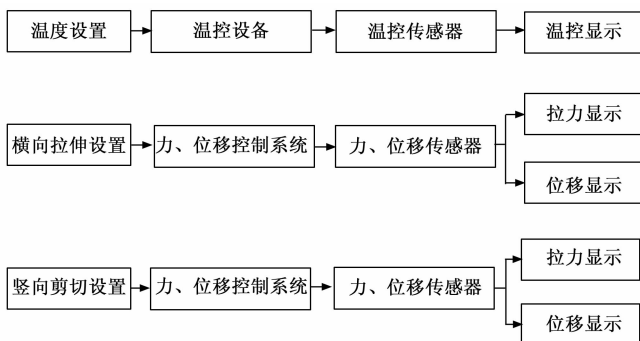 温度设置
温控设备
温控传感器
温控显示
横向拉伸设置
力、位移控制系统
力、位移传感器
拉力显示
位移显示
竖向剪切设置
力、位移控制系统
力、位移传感器
拉力显示
位移显示